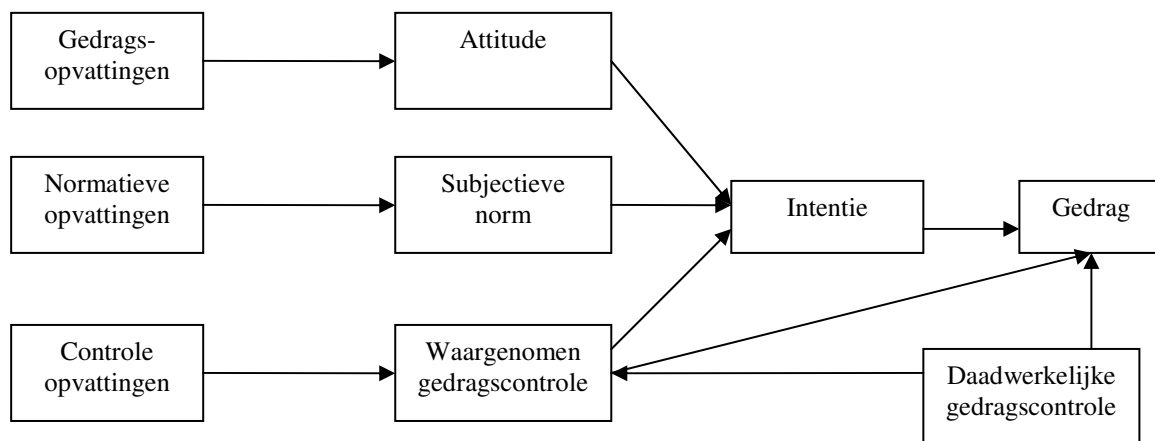 Gedrags-
opvattingen
Attitude
Normatieve
opvattingen
Subjectieve
norm
Intentie
Gedrag
Controle
opvattingen
Waargenomen
gedragscontrole
Daadwerkelijke
gedragscontrole